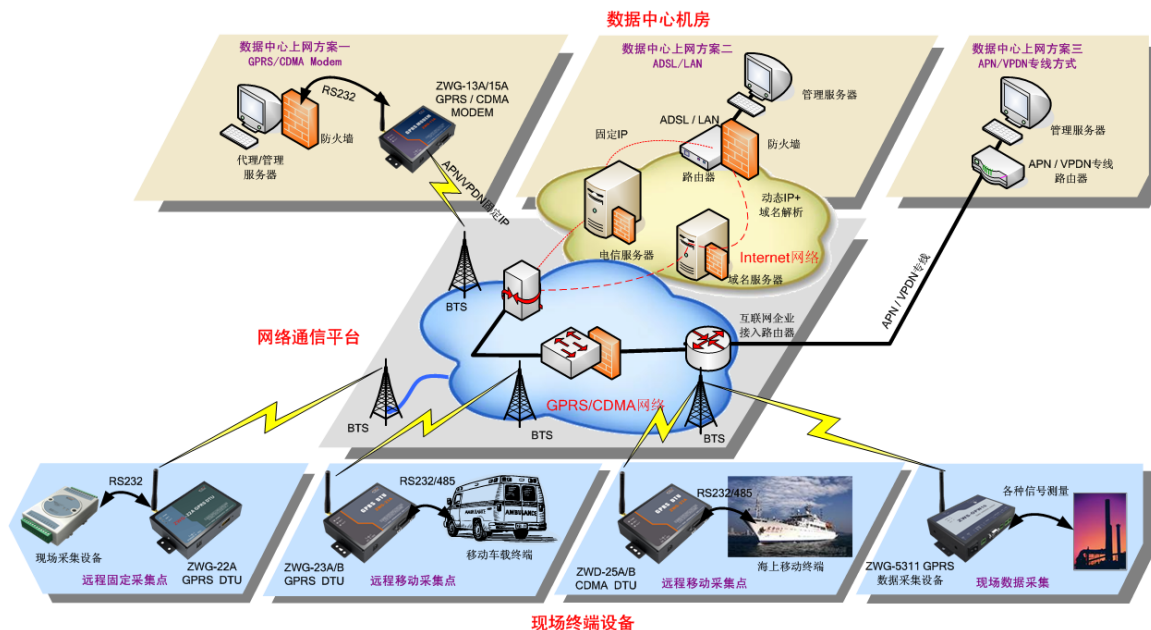 数据中心机房
数据中心上网方案一
GPRS/CDMA Modem
RS232
ZWG-13A/15A
GPRS / CDMA
MODEM
防火墙
代理/管理
服务器
数据中心上网方案二
ADSL/LAN
管理服务器
固定IP
ADSL / LAN
防火墙
路由器
数据中心上网方案三
APN/VPDN专线方式
管理服务器
APN / VPDN专线
路由器
APN/VPDN固定IP
动态IP+
域名解析
电信服务器
Internet网络
域名服务器
BTS
网络通信平台
互联网企业
接入路由器
APN / VPDN专线
GPRS/CDMA网络
BTS
BTS
BTS
RS232
现场采集设备
ZWG-22A
GPRS DTU
远程固定采集点
RS232/485
AMBULANCE
移动车载终端
ZWG-23A/B
GPRS DTU
远程移动采集点
RS232/485
海上移动终端
ZWD-25A/B
CDMA DTU
远程移动采集点
各种信号测量
ZWG-5311 GPRS
数据采集设备
现场数据采集
现场终端设备